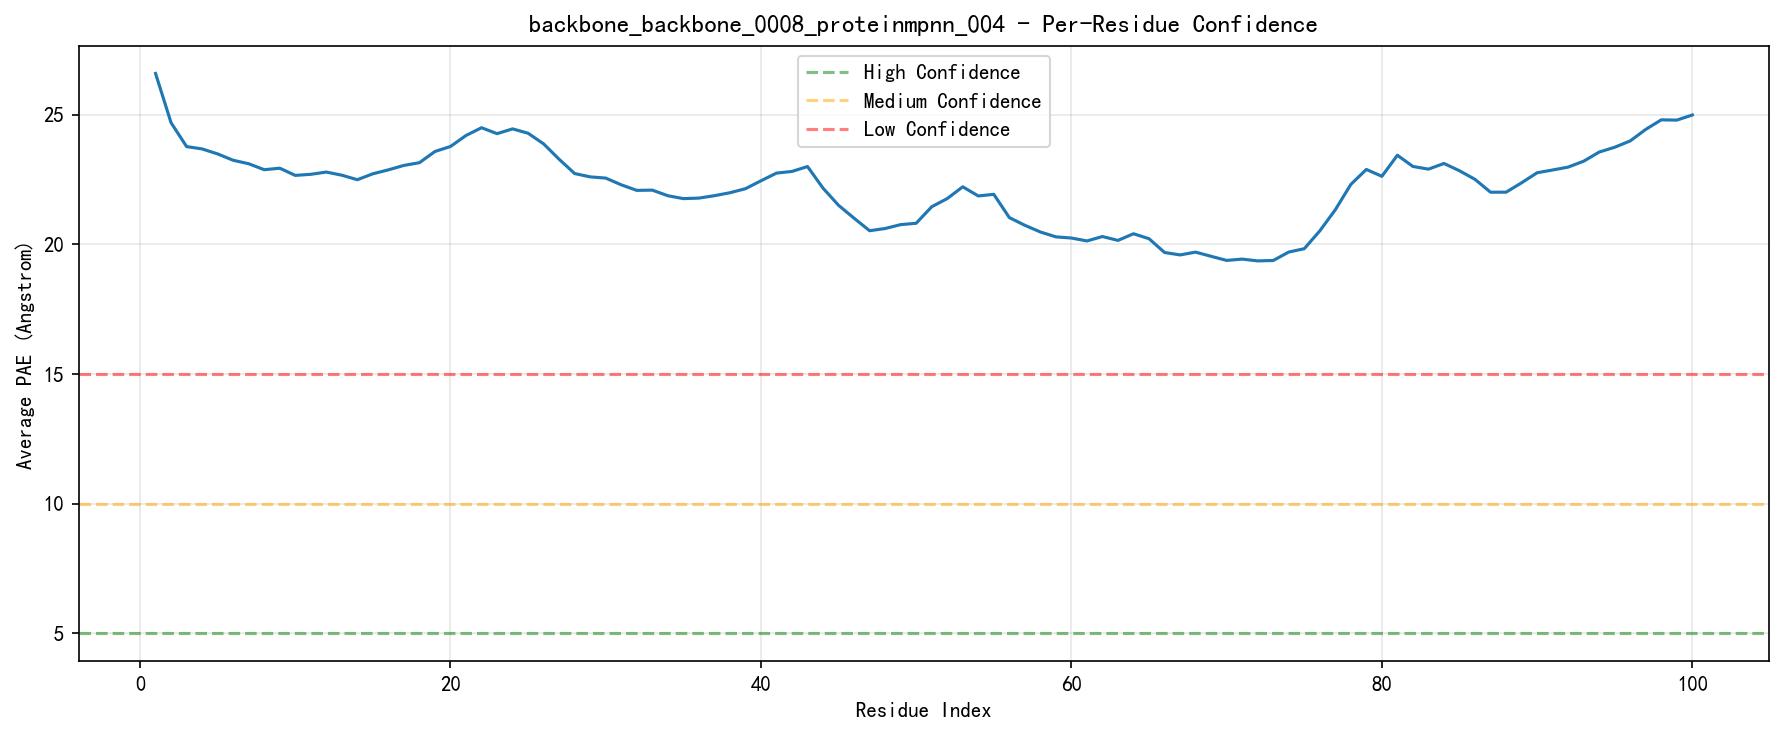 backbone_backbone_0008_proteinmpnn_004 - Per-Residue Confidence
High Confidence
Medium Confidence
Low Confidence
Average PAE (Angstrom)
25
20
15
10
5
0 20 40 60 80 100
Residue Index